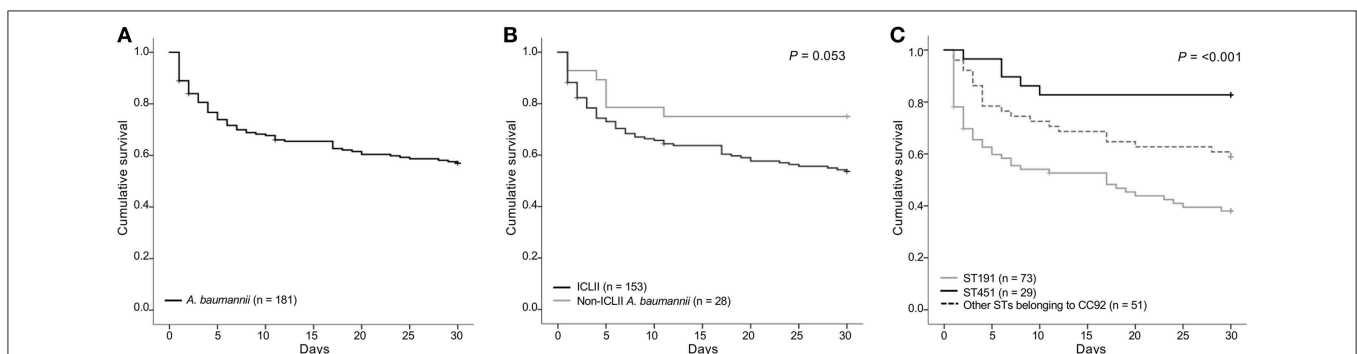 A
Cumulative survival
1.0
0.8
0.6
0.4
0.2
0.0
A. baumannii (n = 181)
0 5 10 15 20 25 30
Days
B
P = 0.053
Cumulative survival
1.0
0.8
0.6
0.4
0.2
0.0
ICLII (n = 153)
Non-ICLII A. baumannii (n = 28)
0 5 10 15 20 25 30
Days
C
P = <0.001
Cumulative survival
1.0
0.8
0.6
0.4
0.2
0.0
ST191 (n = 73)
ST451 (n = 29)
Other STs belonging to CC92 (n = 51)
0 5 10 15 20 25 30
Days